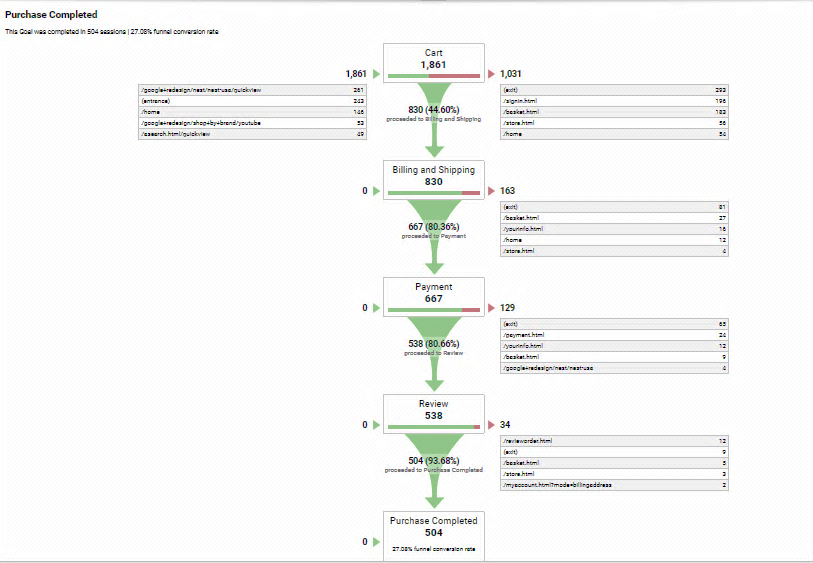 Purchase Completed
This Goal was completed in 504 sessions | 27.08% funnel conversion rate
Cart
1,861
1,861
1,031
/google+redesign/nest/nest-usa/quickview 261
(entrance) 243
/home 146
/google+redesign/shop+by+brand/youtube 53
/asearch.html/quickview 49
(exit) 293
/signin.html 196
/basket.html 183
/store.html 56
/home 54
830 (44.60%)
proceeded to Billing and Shipping
Billing and Shipping
830
0
163
(exit) 81
/basket.html 27
/yourinfo.html 16
/home 12
/store.html 4
667 (80.36%)
proceeded to Payment
Payment
667
0
129
(exit) 65
/payment.html 24
/yourinfo.html 12
/basket.html 9
/google+redesign/nest/nest-usa 4
538 (80.66%)
proceeded to Review
Review
538
0
34
/revieworder.html 12
(exit) 9
/basket.html 5
/store.html 3
/myaccount.html?mode=billingaddress 2
504 (93.68%)
proceeded to Purchase Completed
Purchase Completed
504
0
27.08% funnel conversion rate